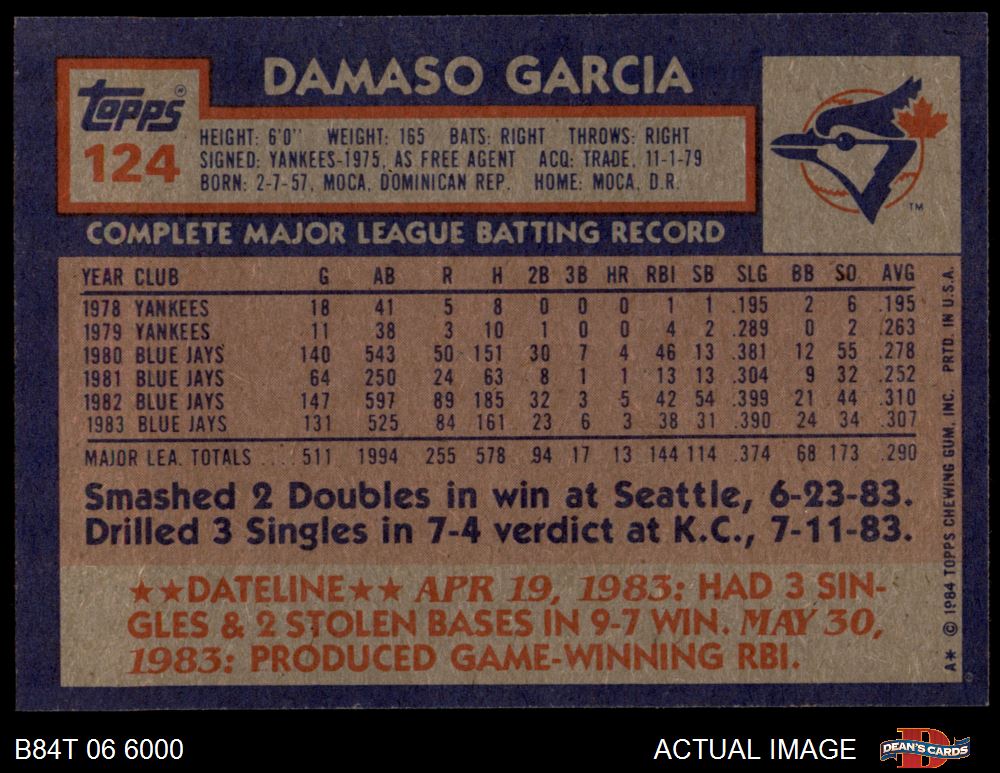 DAMASO GARCIA
Topps
124
HEIGHT: 6'0" WEIGHT: 165 BATS: RIGHT THROWS: RIGHT
SIGNED: YANKEES-1975, AS FREE AGENT ACQ: TRADE, 11-1-79
BORN: 2-7-57, MOCA, DOMINICAN REP. HOME: MOCA, D.R.
TM
COMPLETE MAJOR LEAGUE BATTING RECORD
YEAR CLUB G AB R H 2B 3B HR RBI SB SLG BB SO AVG
1978 YANKEES 18 41 5 8 0 0 0 1 1 .195 2 6 .195
1979 YANKEES 11 38 3 10 1 0 0 4 2 .289 0 2 .263
1980 BLUE JAYS 140 543 50 151 30 7 4 46 13 .381 12 55 .278
1981 BLUE JAYS 64 250 24 63 8 1 1 13 13 .304 9 32 .252
1982 BLUE JAYS 147 597 89 185 32 3 5 42 54 .399 21 44 .310
1983 BLUE JAYS 131 525 84 161 23 6 3 38 31 .390 24 34 .307
MAJOR LEA. TOTALS .... 511 1994 255 578 94 17 13 144 114 .374 68 173 .290
Smashed 2 Doubles in win at Seattle, 6-23-83.
Drilled 3 Singles in 7-4 verdict at K.C., 7-11-83.
★★DATELINE★★ APR 19, 1983: HAD 3 SIN-
GLES & 2 STOLEN BASES IN 9-7 WIN. MAY 30,
1983: PRODUCED GAME-WINNING RBI.
A* © 1984 TOPPS CHEWING GUM, INC. PRTD. IN U.S.A.
B84T 06 6000
ACTUAL IMAGE
DEAN'S CARDS